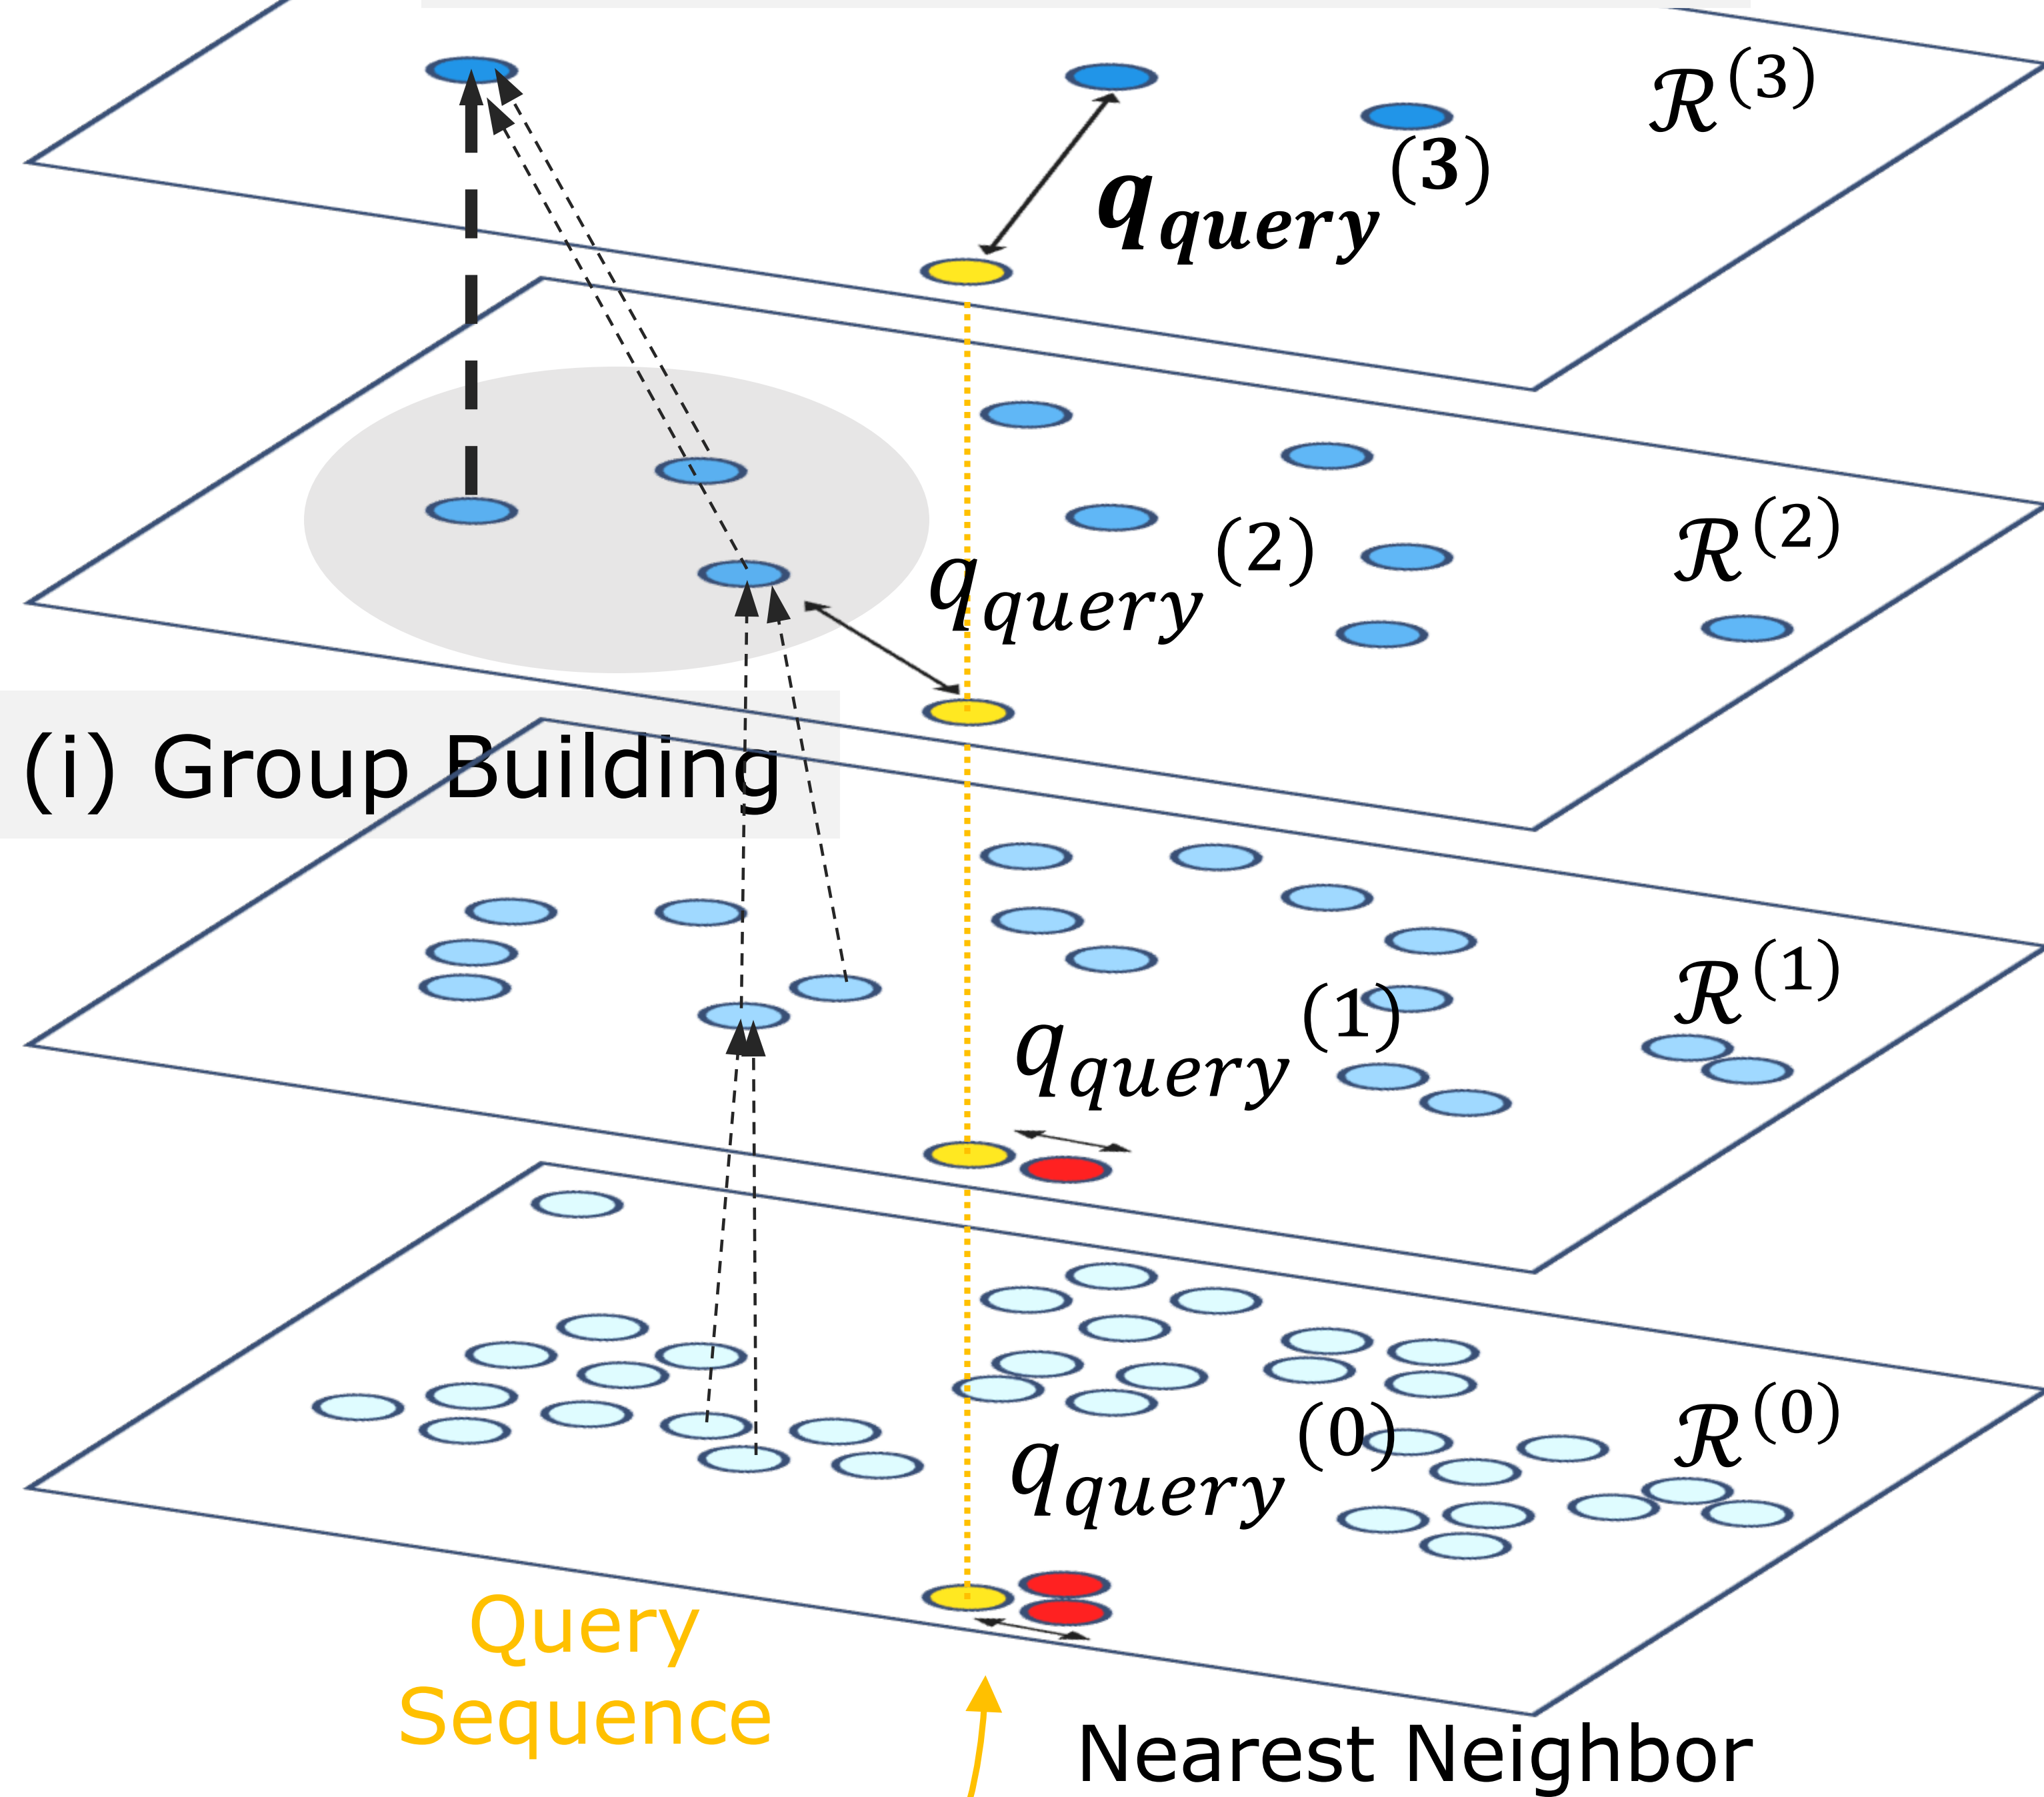 ℛ⁽³⁾
q_query⁽³⁾
ℛ⁽²⁾
q_query⁽²⁾
(i) Group Building
ℛ⁽¹⁾
q_query⁽¹⁾
ℛ⁽⁰⁾
q_query⁽⁰⁾
Query
Sequence
Nearest Neighbor